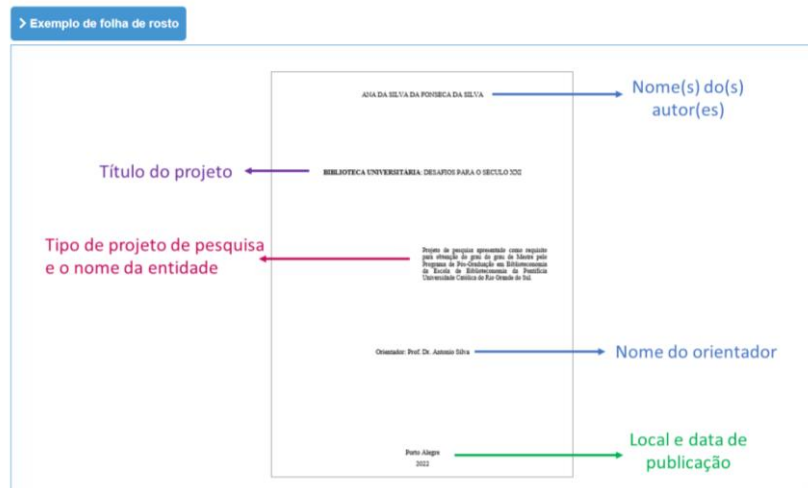 Exemplo de folha de rosto
ANA DA SILVA DA FONSECA DA SILVA
Nome(s) do(s)
autor(es)
Título do projeto
BIBLIOTECA UNIVERSITÁRIA: DESAFIOS PARA O SECULO XXI
Tipo de projeto de pesquisa
e o nome da entidade
Projeto de pesquisa apresentado como requisito
para obtenção do grau do grau de Mestre pelo
Programa de Pós-Graduação em Biblioteconomia
da Escola de Biblioteconomia da Pontifícia
Universidade Católica do Rio Grande do Sul.
Orientador: Prof. Dr. Antonio Silva
Nome do orientador
Porto Alegre
2022
Local e data de
publicação